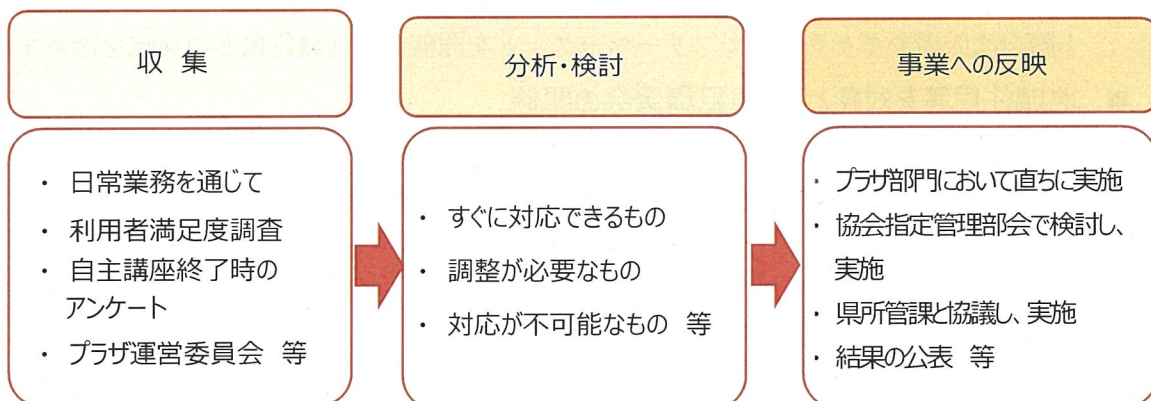 収 集
・ 日常業務を通じて
・ 利用者満足度調査
・ 自主講座終了時の
アンケート
・ プラザ運営委員会 等
分析・検討
・ すぐに対応できるもの
・ 調整が必要なもの
・ 対応が不可能なもの 等
事業への反映
・ プラザ部門において直ちに実施
・ 協会指定管理部会で検討し、
実施
・ 県所管課と協議し、実施
・ 結果の公表 等